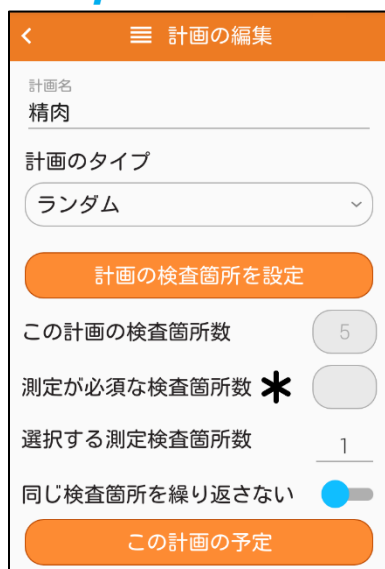 計画の編集
計画名
精肉
計画のタイプ
ランダム
計画の検査箇所を設定
この計画の検査箇所数 5
測定が必須な検査箇所数 *
選択する測定検査箇所数 1
同じ検査箇所を繰り返さない
この計画の予定